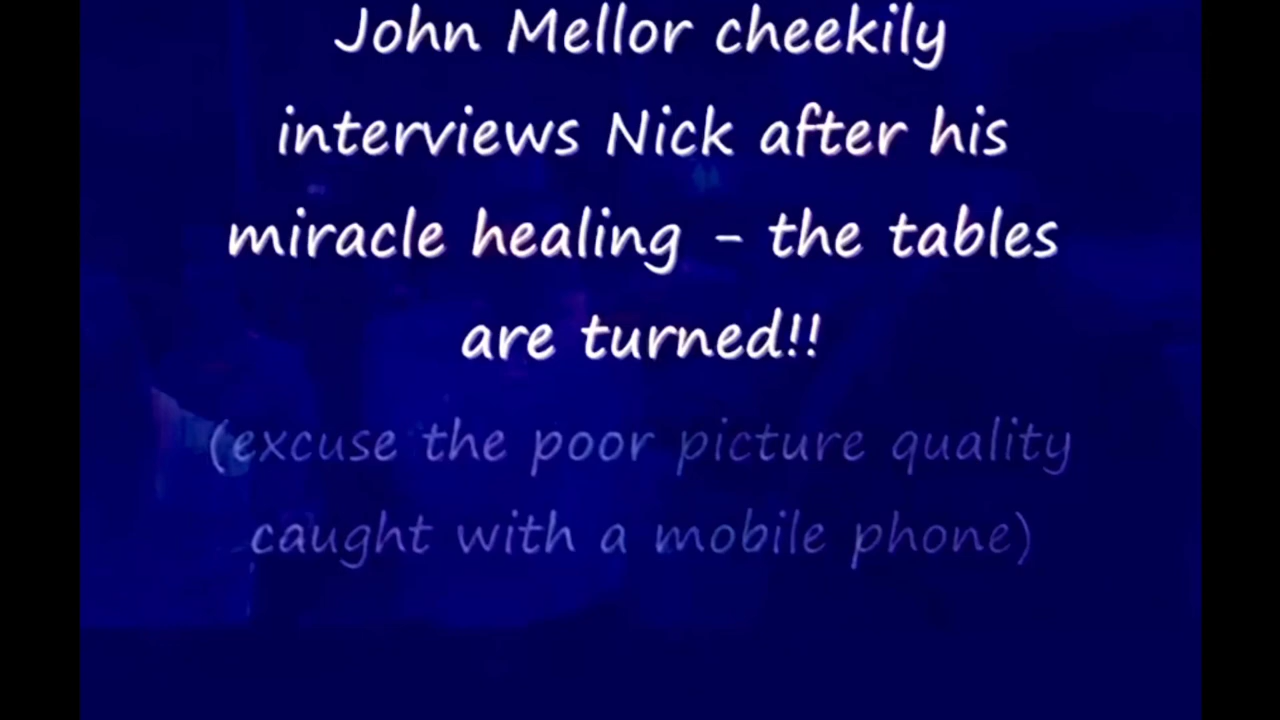 John Mellor cheekily
interviews Nick after his
miracle healing - the tables
are turned!!
(excuse the poor picture quality
caught with a mobile phone)